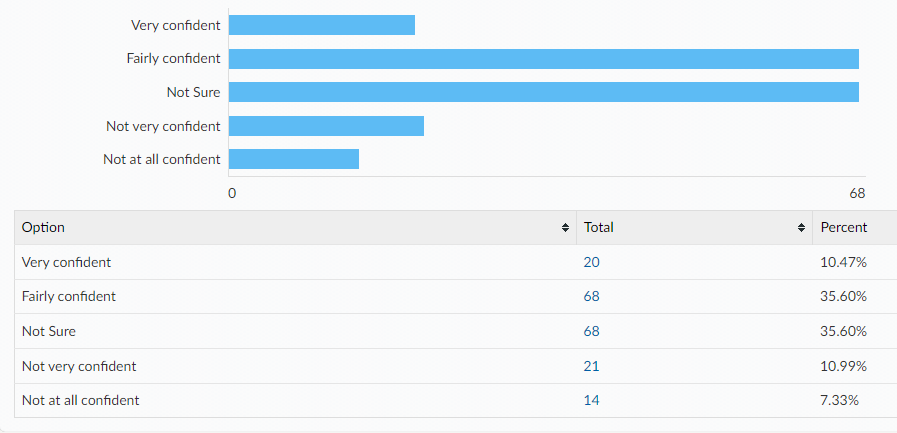 Very confident
Fairly confident
Not Sure
Not very confident
Not at all confident
0 68
Option Total Percent
Very confident 20 10.47%
Fairly confident 68 35.60%
Not Sure 68 35.60%
Not very confident 21 10.99%
Not at all confident 14 7.33%